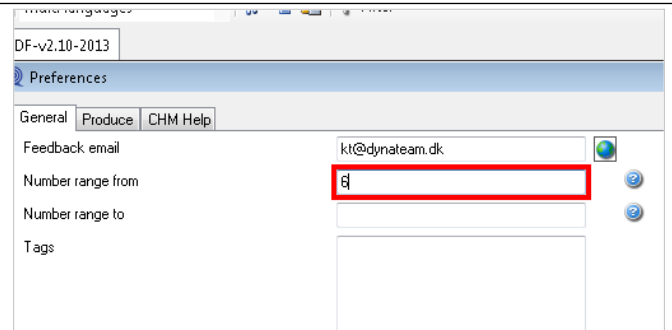 DF-v2.10-2013
Preferences
General Produce CHM Help
Feedback email kt@dynateam.dk
Number range from 6
Number range to
Tags